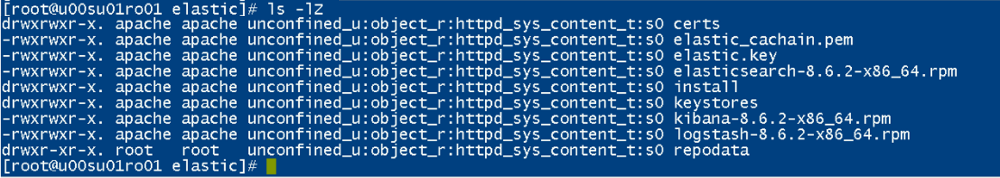 [root@u00su01ro01 elastic]# ls -lZ
drwxrwxr-x. apache apache unconfined_u:object_r:httpd_sys_content_t:s0 certs
-rwxrwxr-x. apache apache unconfined_u:object_r:httpd_sys_content_t:s0 elastic_cachain.pem
-rwxrwxr-x. apache apache unconfined_u:object_r:httpd_sys_content_t:s0 elastic.key
-rwxrwxr-x. apache apache unconfined_u:object_r:httpd_sys_content_t:s0 elasticsearch-8.6.2-x86_64.rpm
drwxrwxr-x. apache apache unconfined_u:object_r:httpd_sys_content_t:s0 install
drwxrwxr-x. apache apache unconfined_u:object_r:httpd_sys_content_t:s0 keystores
-rwxrwxr-x. apache apache unconfined_u:object_r:httpd_sys_content_t:s0 kibana-8.6.2-x86_64.rpm
-rwxrwxr-x. apache apache unconfined_u:object_r:httpd_sys_content_t:s0 logstash-8.6.2-x86_64.rpm
drwxr-xr-x. root   root   unconfined_u:object_r:httpd_sys_content_t:s0 repodata
[root@u00su01ro01 elastic]#